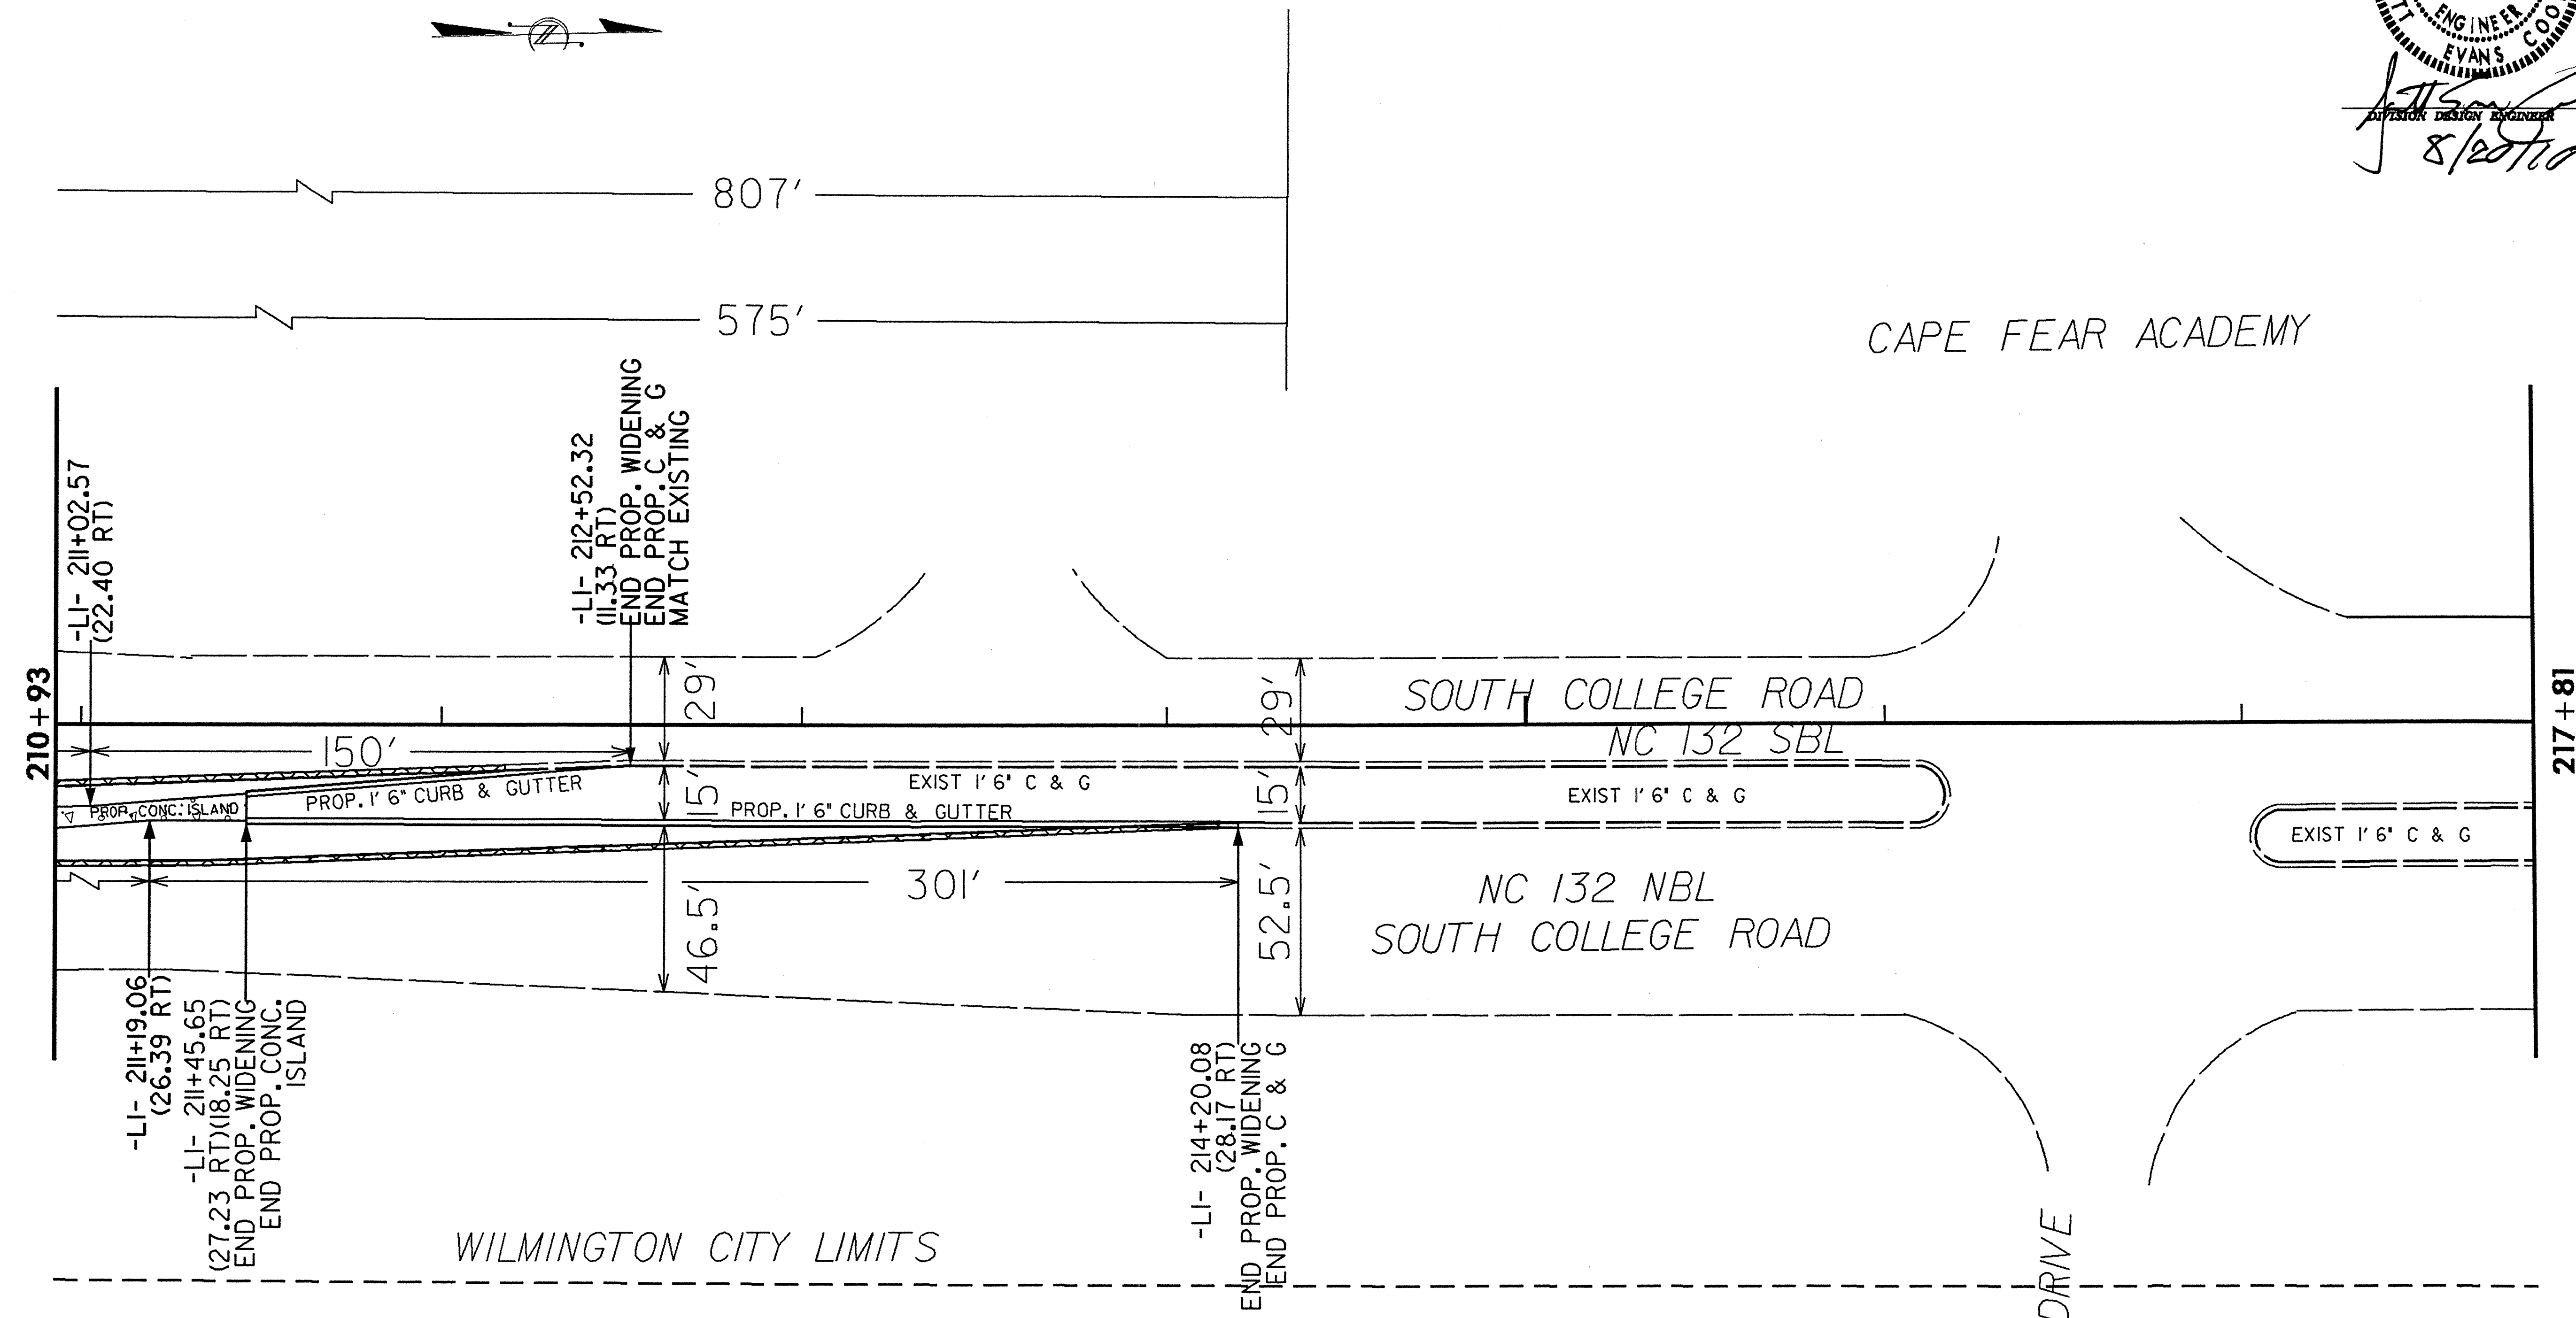 ENGINEER
EVANS
DIVISION DESIGN ENGINEER
807'
575'
CAPE FEAR ACADEMY
-L1- 211+02.57
(22.40 RT)
-L1- 212+52.32
(11.33 RT)
END PROP. WIDENING
END PROP. C & G
MATCH EXISTING
210+93
217+81
29'
29'
SOUTH COLLEGE ROAD
NC 132 SBL
150'
PROP. CONC. ISLAND
PROP. 1' 6" CURB & GUTTER
15'
EXIST 1' 6" C & G
PROP. 1' 6" CURB & GUTTER
15'
EXIST 1' 6" C & G
EXIST 1' 6" C & G
301'
46.5'
52.5'
NC 132 NBL
SOUTH COLLEGE ROAD
-L1- 211+19.06
(26.39 RT)
-L1- 211+45.65
(27.23 RT)(18.25 RT)
END PROP. WIDENING
END PROP. CONC.
ISLAND
-L1- 214+20.08
(28.17 RT)
END PROP. WIDENING
END PROP. C & G
WILMINGTON CITY LIMITS
DRIVE